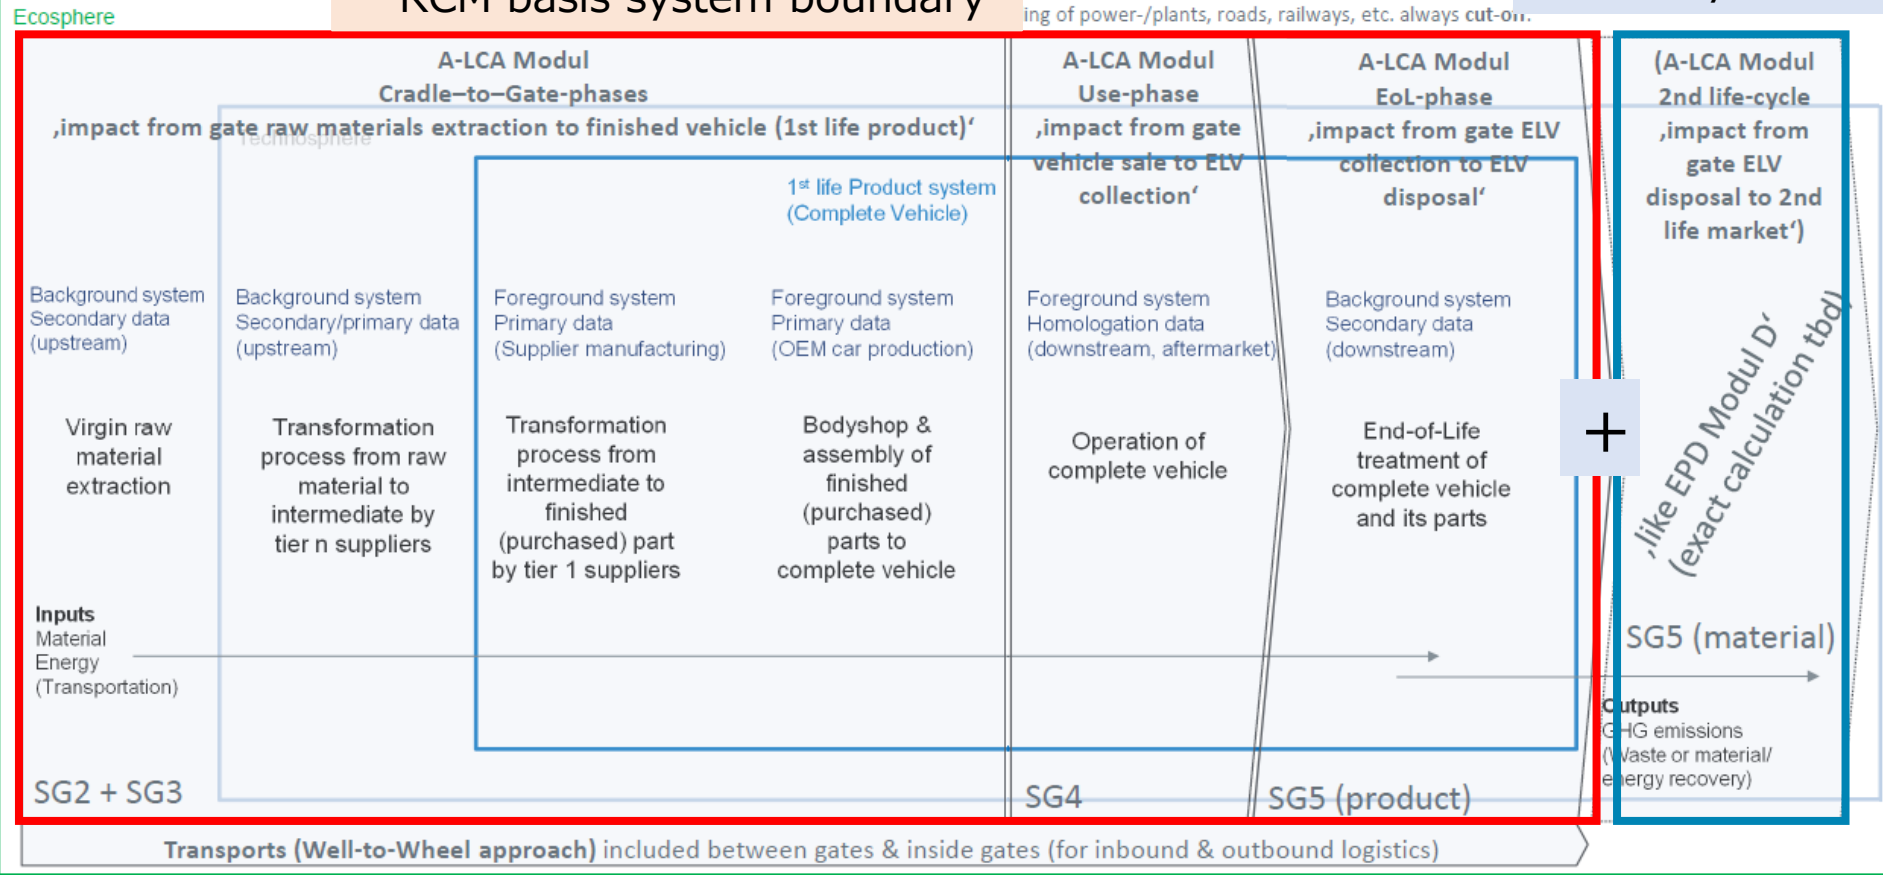 Ecosphere
RCM basis system boundary
ing of power-/plants, roads, railways, etc. always cut-off.
A-LCA Modul
Cradle–to–Gate-phases
‚impact from gate raw materials extraction to finished vehicle (1st life product)‘
Technosphere
1st life Product system
(Complete Vehicle)
A-LCA Modul
Use-phase
‚impact from gate
vehicle sale to ELV
collection‘
A-LCA Modul
EoL-phase
‚impact from gate ELV
collection to ELV
disposal‘
(A-LCA Modul
2nd life-cycle
‚impact from
gate ELV
disposal to 2nd
life market‘)
Background system
Secondary data
(upstream)
Background system
Secondary/primary data
(upstream)
Foreground system
Primary data
(Supplier manufacturing)
Foreground system
Primary data
(OEM car production)
Foreground system
Homologation data
(downstream, aftermarket)
Background system
Secondary data
(downstream)
Virgin raw
material
extraction
Transformation
process from raw
material to
intermediate by
tier n suppliers
Transformation
process from
intermediate to
finished
(purchased) part
by tier 1 suppliers
Bodyshop &
assembly of
finished
(purchased)
parts to
complete vehicle
Operation of
complete vehicle
End-of-Life
treatment of
complete vehicle
and its parts
+
‚like EPD Modul D‘
(exact calculation tbd)
Inputs
Material
Energy
(Transportation)
SG5 (material)
Outputs
GHG emissions
(Waste or material/
energy recovery)
SG2 + SG3
SG4
SG5 (product)
Transports (Well-to-Wheel approach) included between gates & inside gates (for inbound & outbound logistics)